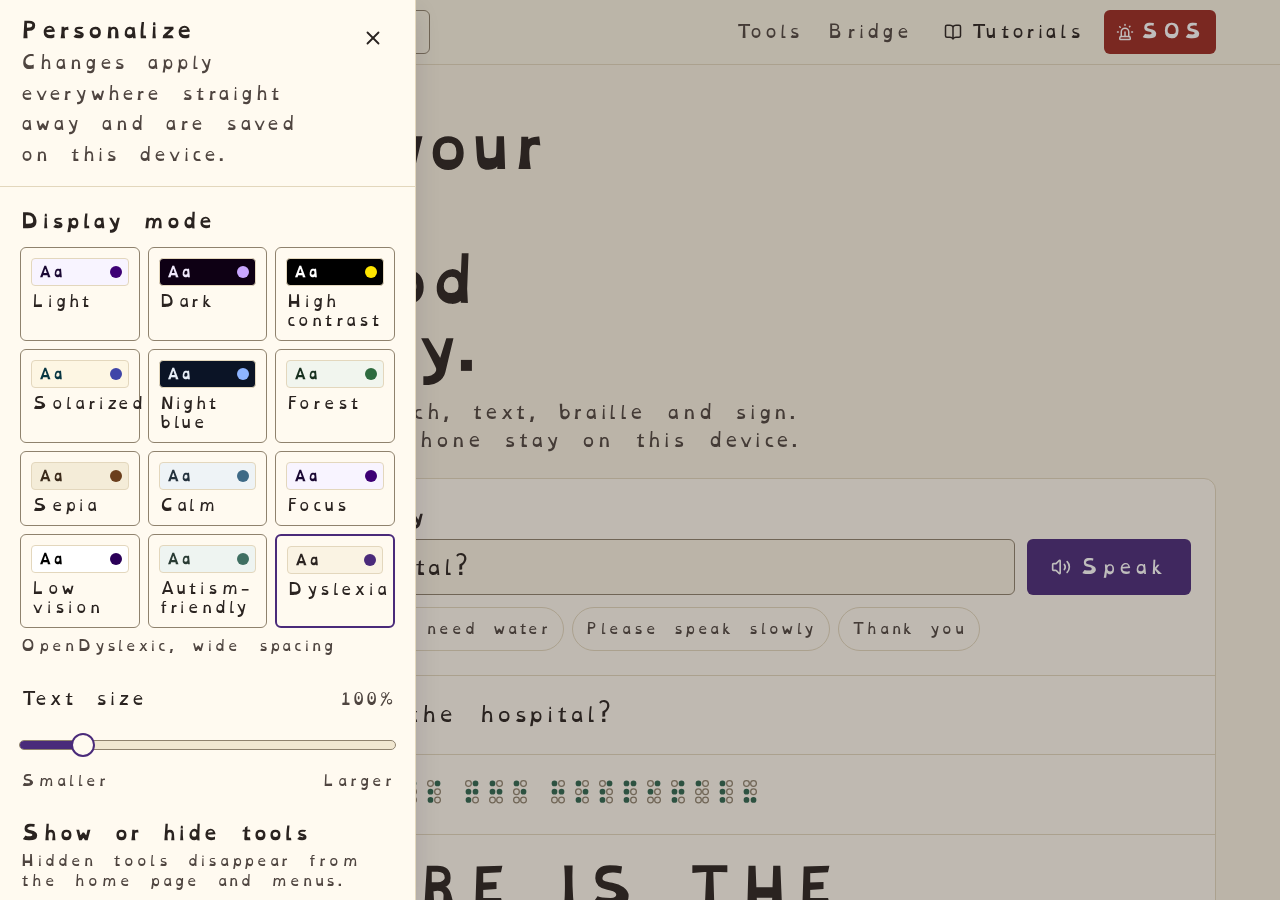 Personalize
Changes apply
everywhere straight
away and are saved
on this device.
Tools Bridge Tutorials SOS
your
y.
Display mode
Aa Aa Aa
Light Dark High
contrast
Aa Aa Aa
Solarized Night
blue Forest
Aa Aa Aa
Sepia Calm Focus
Aa Aa Aa
Low
vision Autism-
friendly Dyslexia
OpenDyslexic, wide spacing
Text size 100%
Smaller Larger
Show or hide tools
Hidden tools disappear from
the home page and menus.
ch, text, braille and sign.
hone stay on this device.
y
tal? Speak
need water Please speak slowly Thank you
the hospital?
RE IS THE